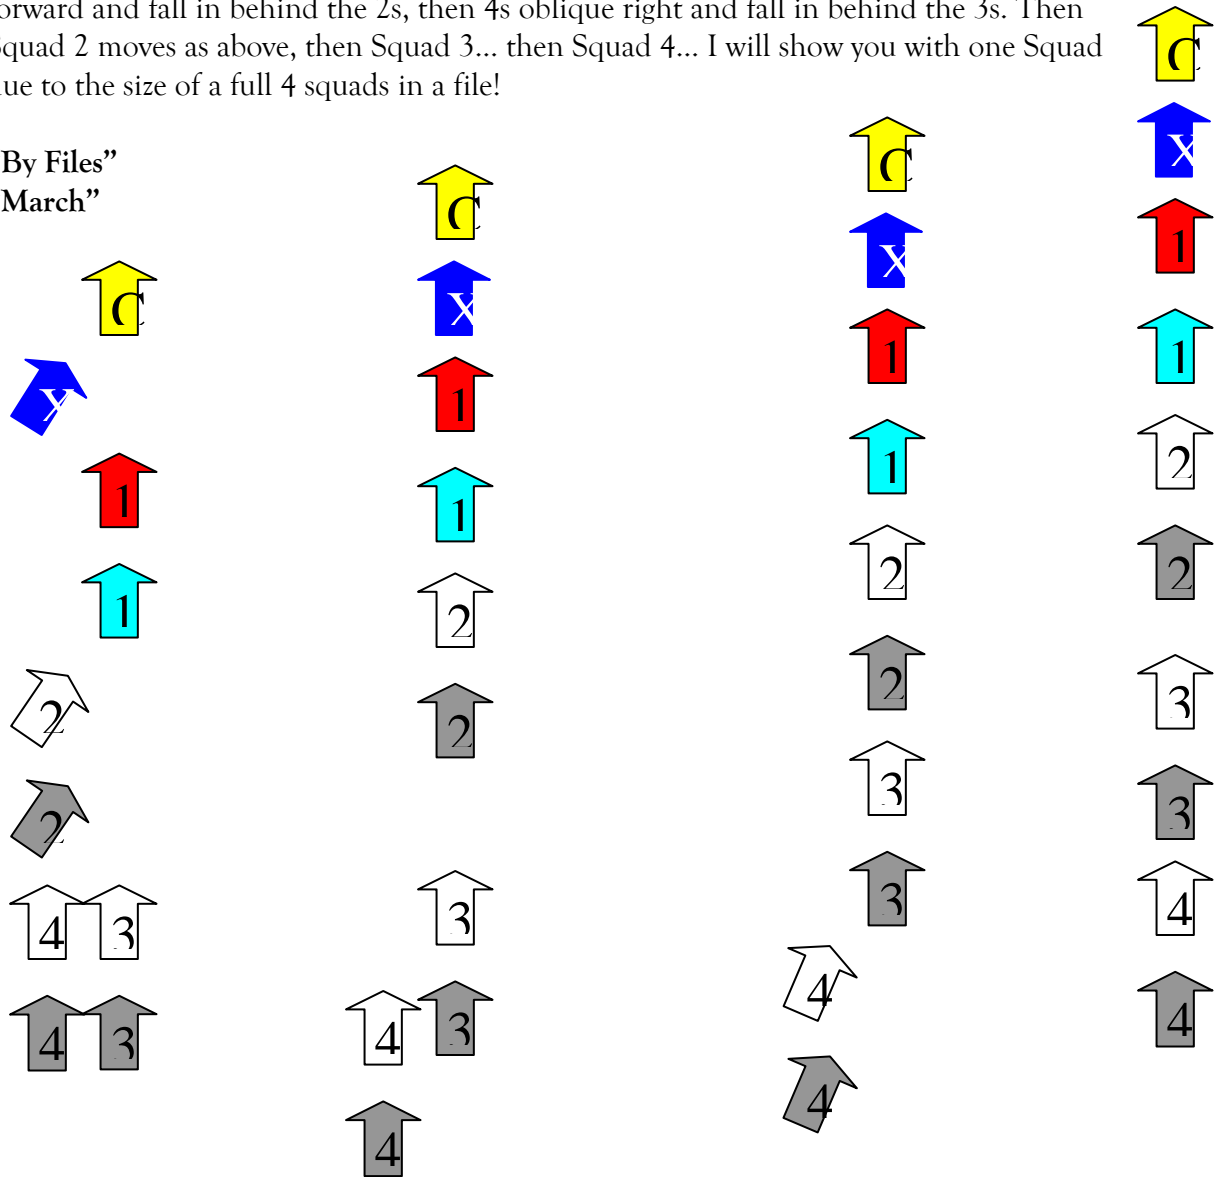 orward and fall in behind the 2s, then 4s oblique right and fall in behind the 3s. Then
Squad 2 moves as above, then Squad 3... then Squad 4... I will show you with one Squad
due to the size of a full 4 squads in a file!
By Files”
March”
C
X
1
1
2
2
4 3
4 3
C
X
1
1
2
2
3
4 3
4
C
X
1
1
2
2
3
3
4
4
C
X
1
1
2
2
3
3
4
4